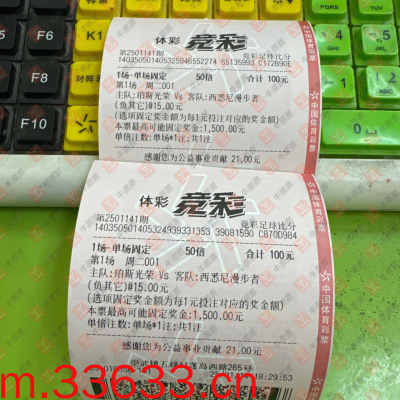 F6
F8
F10
体彩 竞彩
第2501141期 竞彩足球比分
1场-单场固定 50倍 合计 100元
第1场 周二001
主队:珀斯光荣 Vs 客队:西悉尼漫步者
(负其它)@15.00元
(选项固定奖金额为每1元投注对应的奖金额)
本票最高可能固定奖金:1,500.00元
单倍注数:单场*1注;共1注
感谢您为公益事业贡献 21.00元
中国体育彩票
体彩 竞彩
第2501141期 竞彩足球比分
1场-单场固定 50倍 合计 100元
第1场 周二001
主队:珀斯光荣 Vs 客队:西悉尼漫步者
(负其它)@15.00元
(选项固定奖金额为每1元投注对应的奖金额)
本票最高可能固定奖金:1,500.00元
单倍注数:单场*1注;共1注
感谢您为公益事业贡献 21.00元
中国体育彩票
m.33633.cn